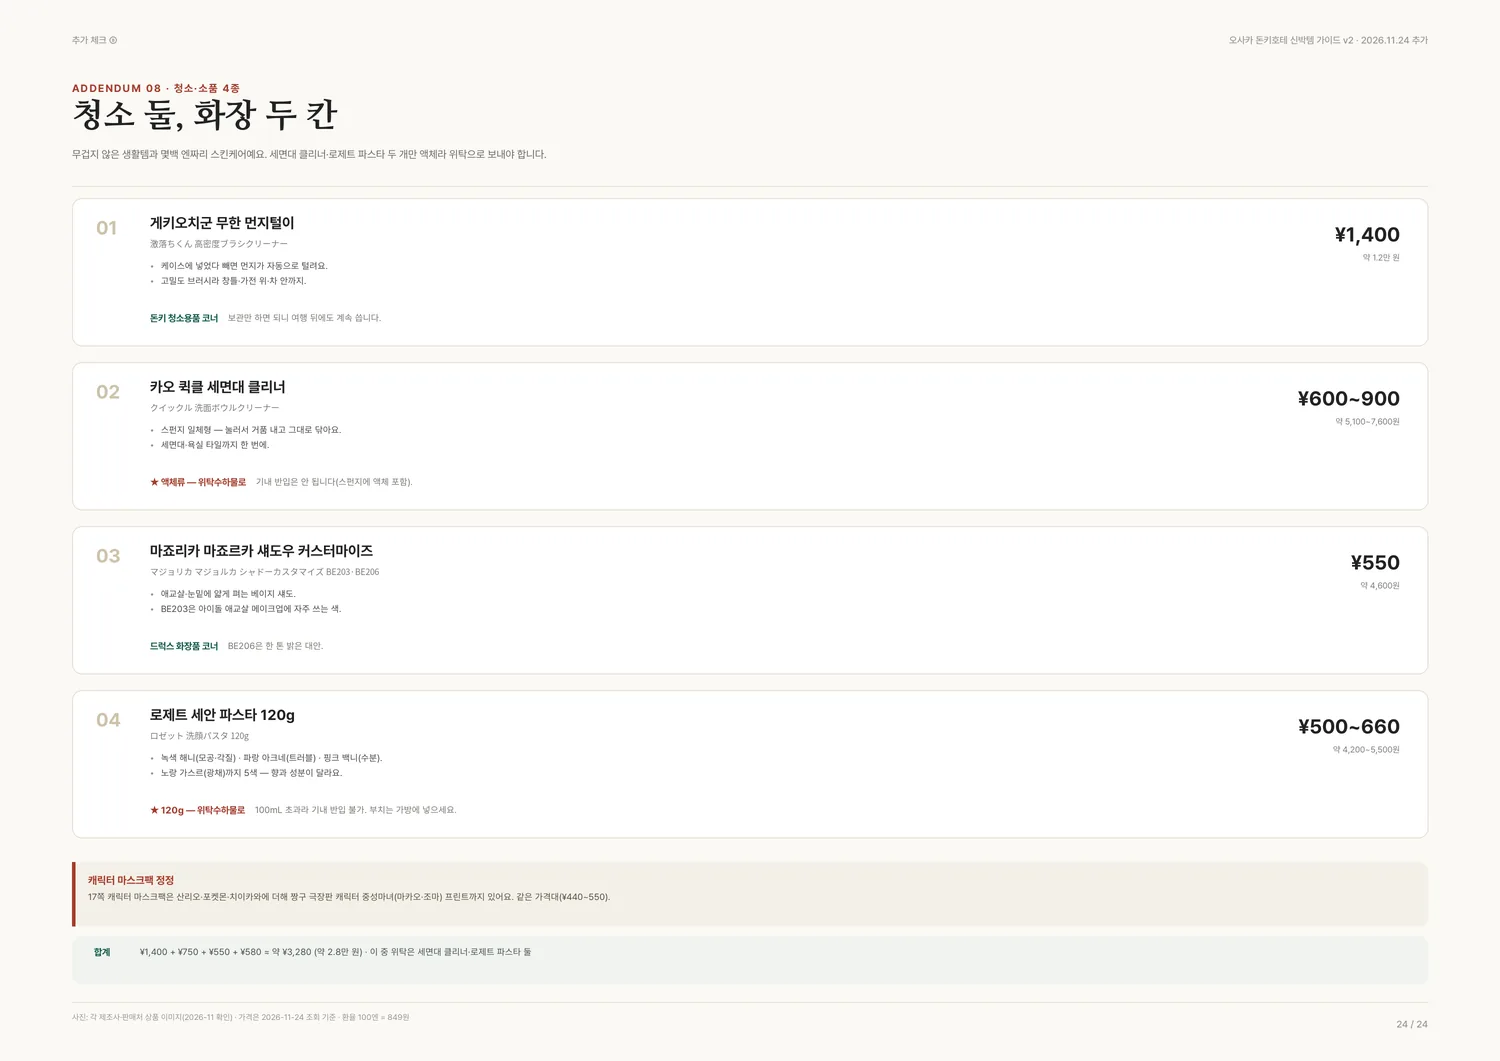 추가 체크 ⑧
오사카 돈키호테 신박템 가이드 v2 · 2026.11.24 추가
ADDENDUM 08 · 청소·소품 4종
청소 둘, 화장 두 칸
무겁지 않은 생활템과 몇백 엔짜리 스킨케어예요. 세면대 클리너·로제트 파스타 두 개만 액체라 위탁으로 보내야 합니다.
01
게키오치군 무한 먼지털이
激落ちくん 高密度ブラシクリーナー
• 케이스에 넣었다 빼면 먼지가 자동으로 털려요.
• 고밀도 브러시라 창틀·가전 위·차 안까지.
돈키 청소용품 코너 보관만 하면 되니 여행 뒤에도 계속 씁니다.
¥1,400
약 1.2만 원
02
카오 퀵클 세면대 클리너
クイックル 洗面ボウルクリーナー
• 스펀지 일체형 — 눌러서 거품 내고 그대로 닦아요.
• 세면대·욕실 타일까지 한 번에.
★ 액체류 — 위탁수하물로 기내 반입은 안 됩니다(스펀지에 액체 포함).
¥600~900
약 5,100~7,600원
03
마죠리카 마죠르카 섀도우 커스터마이즈
マジョリカ マジョルカ シャドーカスタマイズ BE203·BE206
• 애교살·눈밑에 얇게 펴는 베이지 섀도.
• BE203은 아이돌 애교살 메이크업에 자주 쓰는 색.
드럭스 화장품 코너 BE206은 한 톤 밝은 대안.
¥550
약 4,600원
04
로제트 세안 파스타 120g
ロゼット 洗顔パスタ 120g
• 녹색 해니(모공·각질) · 파랑 아크네(트러블) · 핑크 백니(수분).
• 노랑 가스르(광채)까지 5색 — 향과 성분이 달라요.
★ 120g — 위탁수하물로 100mL 초과라 기내 반입 불가. 부치는 가방에 넣으세요.
¥500~660
약 4,200~5,500원
캐릭터 마스크팩 정정
17쪽 캐릭터 마스크팩은 산리오·포켓몬·치이카와에 더해 짱구 극장판 캐릭터 중성마녀(마카오·조마) 프린트까지 있어요. 같은 가격대(¥440~550).
합계 ¥1,400 + ¥750 + ¥550 + ¥580 = 약 ¥3,280 (약 2.8만 원) · 이 중 위탁은 세면대 클리너·로제트 파스타 둘
사진: 각 제조사·판매처 상품 이미지(2026-11 확인) · 가격은 2026-11-24 조회 기준 · 환율 100엔 = 849원
24 / 24